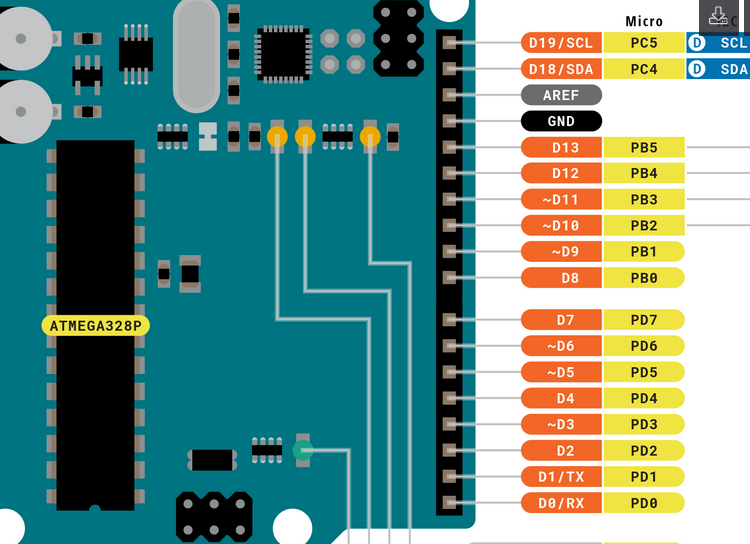 Micro
D19/SCL PC5 D SCL
D18/SDA PC4 D SDA
AREF
GND
D13 PB5
D12 PB4
~D11 PB3
~D10 PB2
~D9 PB1
D8 PB0
D7 PD7
~D6 PD6
~D5 PD5
D4 PD4
~D3 PD3
D2 PD2
D1/TX PD1
D0/RX PD0
ATMEGA328P